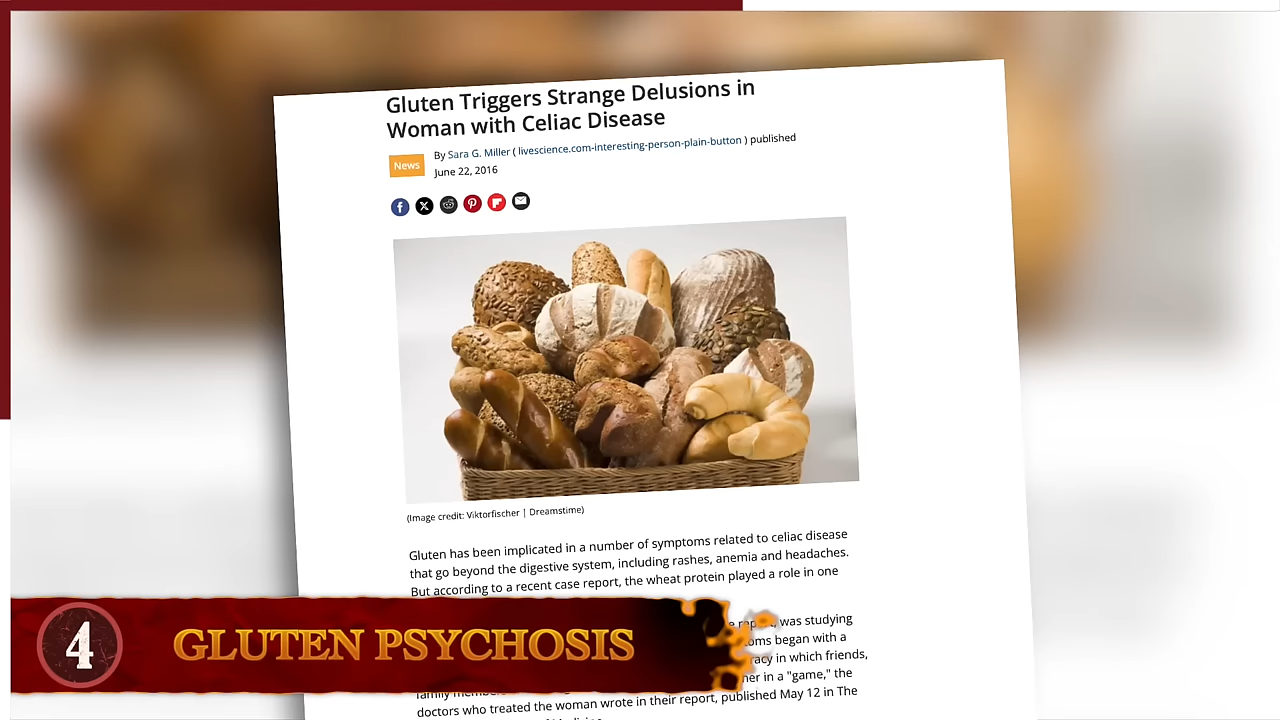 Gluten Triggers Strange Delusions in
Woman with Celiac Disease
News
By Sara G. Miller ( livescience.com-interesting-person-plain-button ) published
June 22, 2016
(Image credit: Viktorfischer | Dreamstime)
Gluten has been implicated in a number of symptoms related to celiac disease
that go beyond the digestive system, including rashes, anemia and headaches.
But according to a recent case report, the wheat protein played a role in one
was studying
began with a
in which friends,
in a "game," the
doctors who treated the woman wrote in their report, published May 12 in The
4
GLUTEN PSYCHOSIS